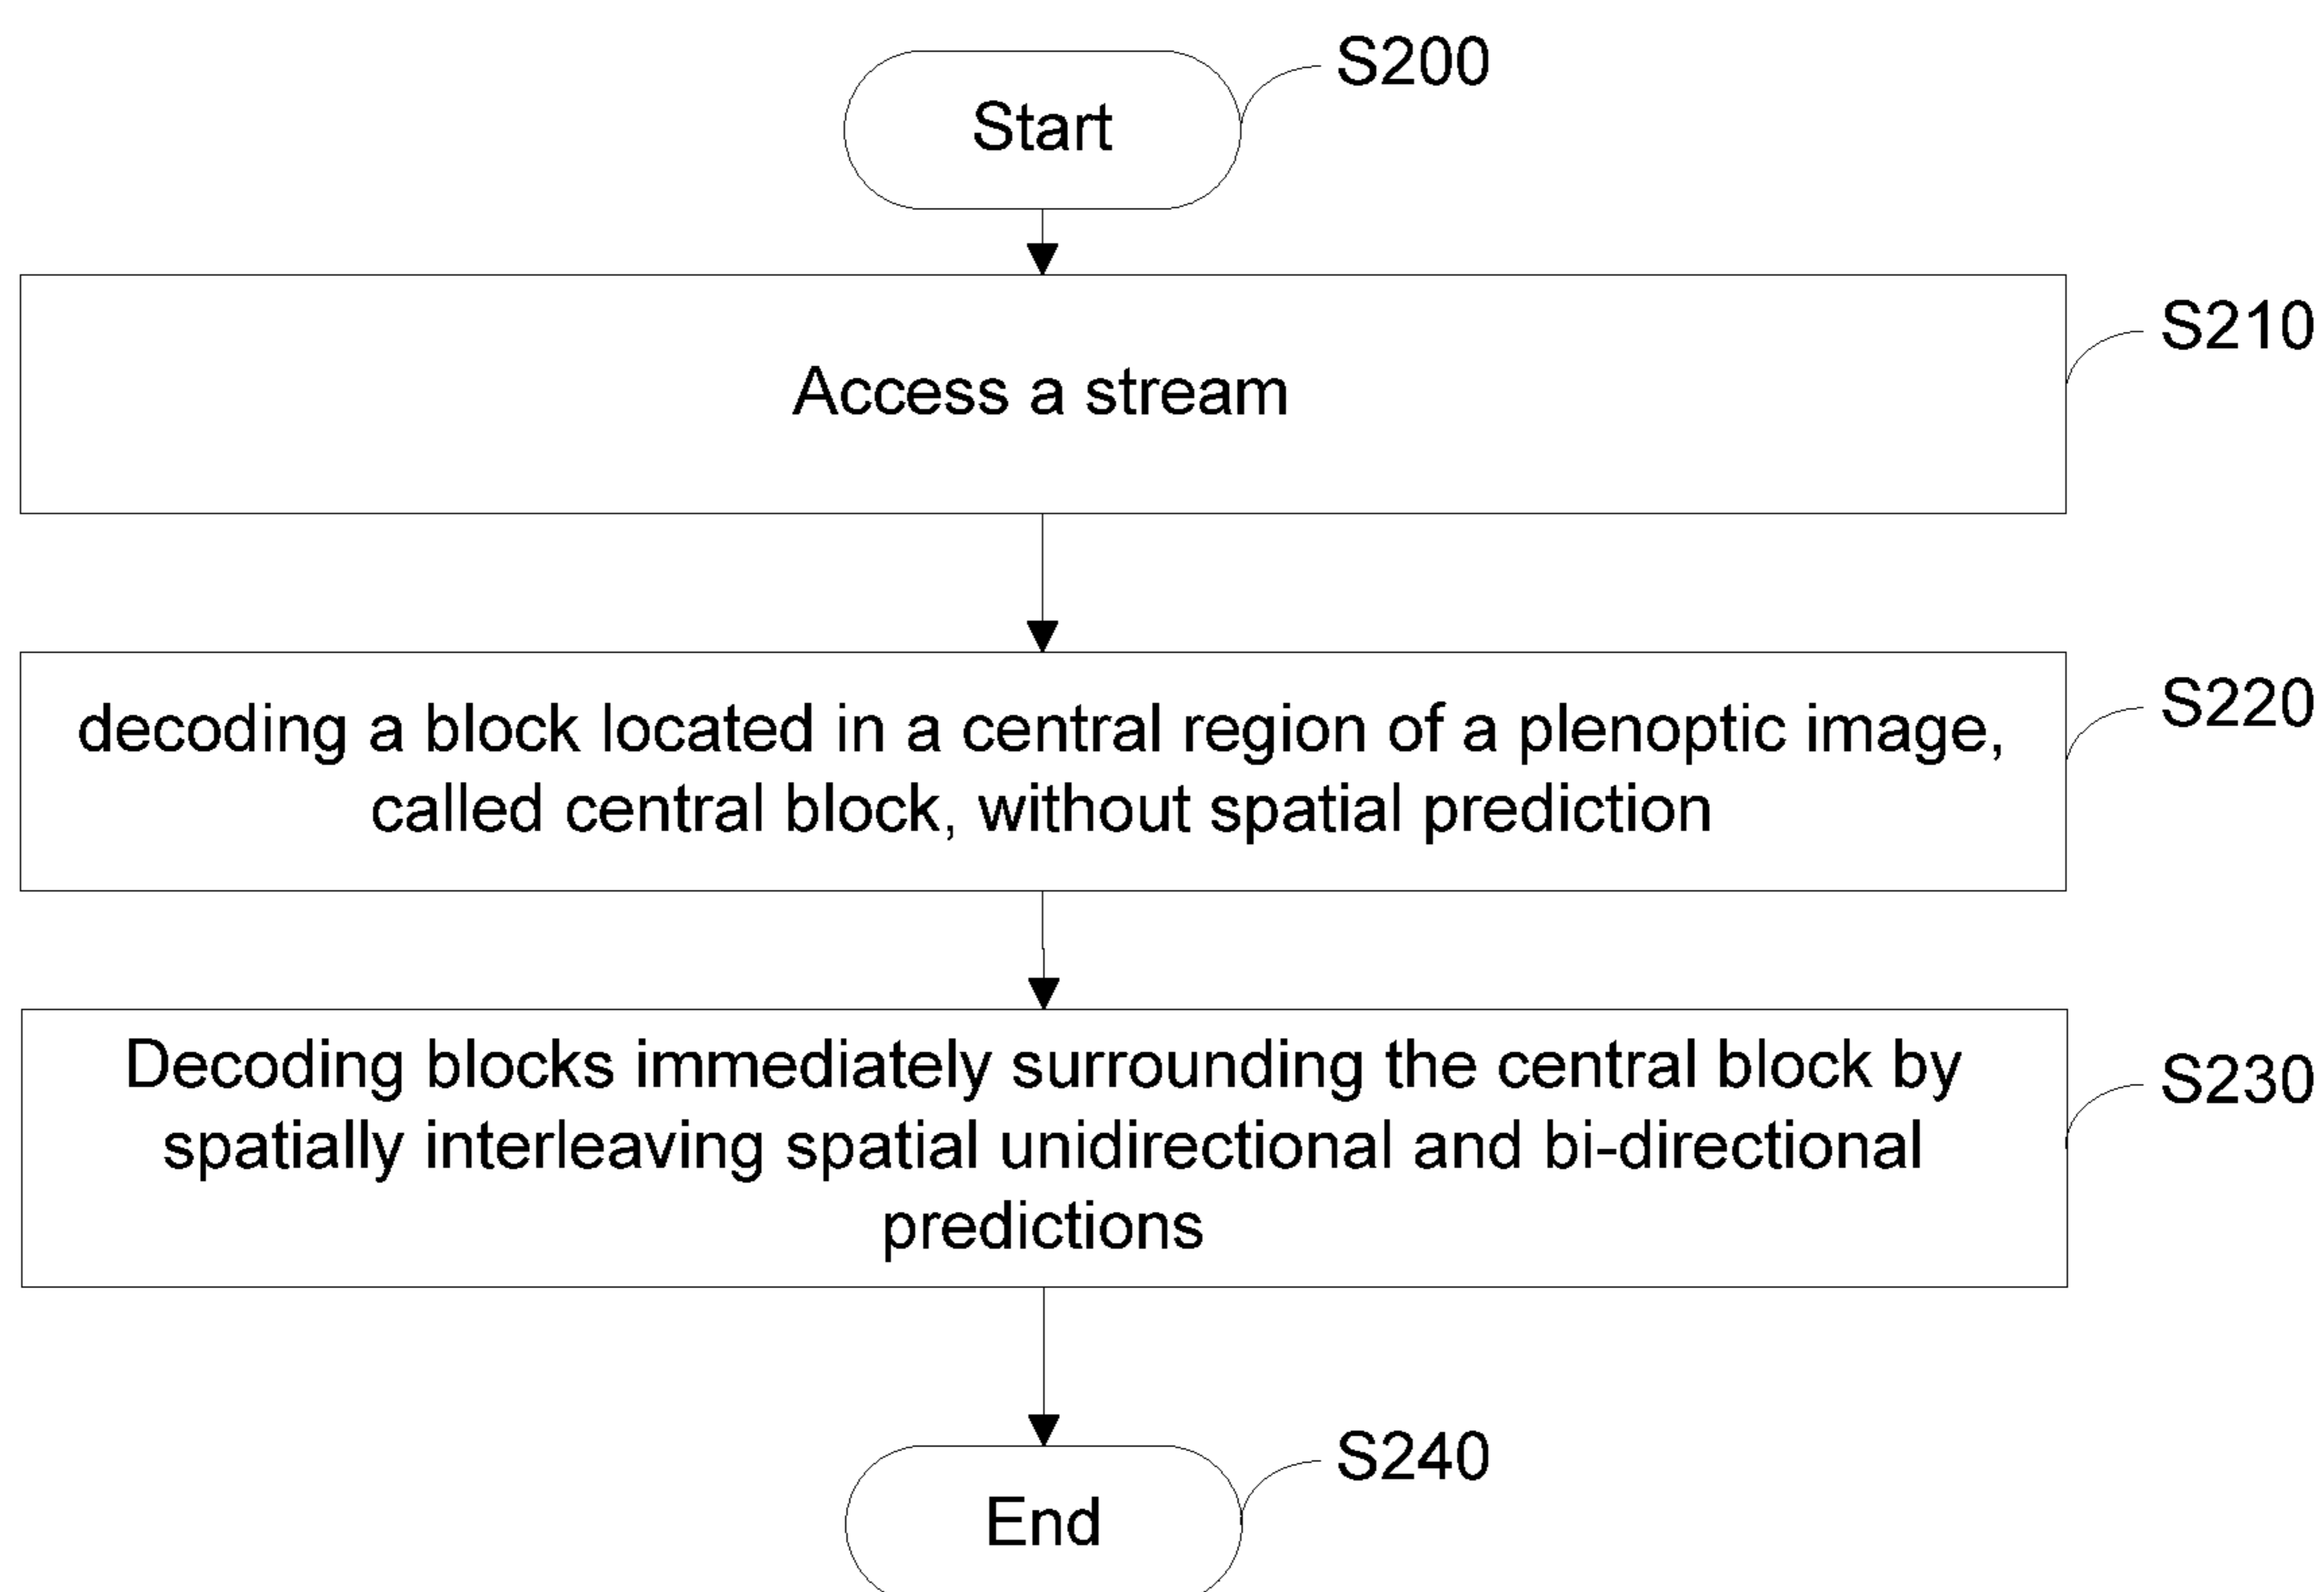 S200
Start
S210
Access a stream
S220
decoding a block located in a central region of a plenoptic image,
called central block, without spatial prediction
S230
Decoding blocks immediately surrounding the central block by
spatially interleaving spatial unidirectional and bi-directional
predictions
S240
End